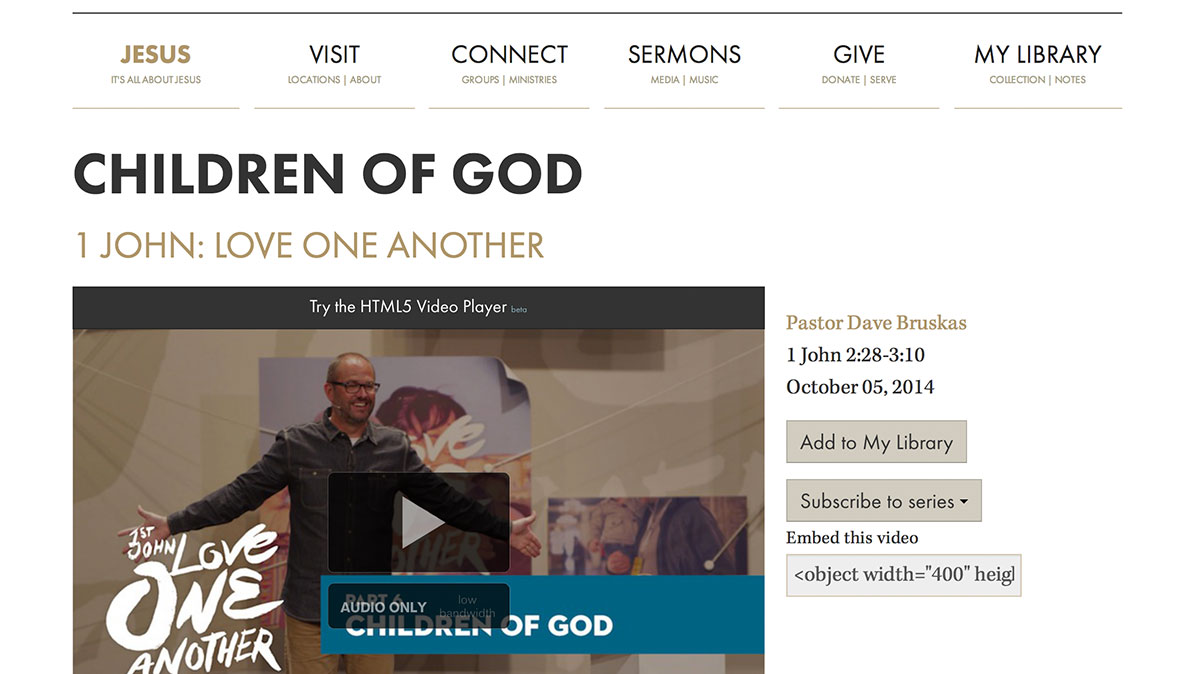 JESUS VISIT CONNECT SERMONS GIVE MY LIBRARY
IT'S ALL ABOUT JESUS LOCATIONS | ABOUT GROUPS | MINISTRIES MEDIA | MUSIC DONATE | SERVE COLLECTION | NOTES
CHILDREN OF GOD
1 JOHN: LOVE ONE ANOTHER
Try the HTML5 Video Player beta
1ST
JOHN LOVE
ONE
ANOTHER
PART 6
CHILDREN OF GOD
AUDIO ONLY low
bandwidth
Pastor Dave Bruskas
1 John 2:28-3:10
October 05, 2014
Add to My Library
Subscribe to series
Embed this video
<object width="400" heigl